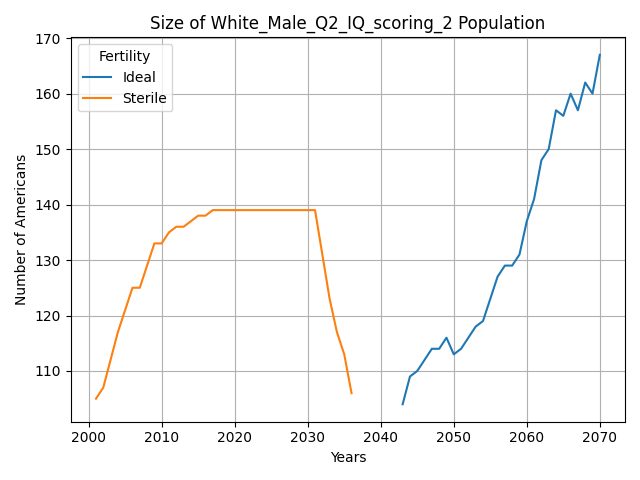 Size of White_Male_Q2_IQ_scoring_2 Population
Number of Americans
170
160
150
140
130
120
110
Fertility
Ideal
Sterile
2000 2010 2020 2030 2040 2050 2060 2070
Years